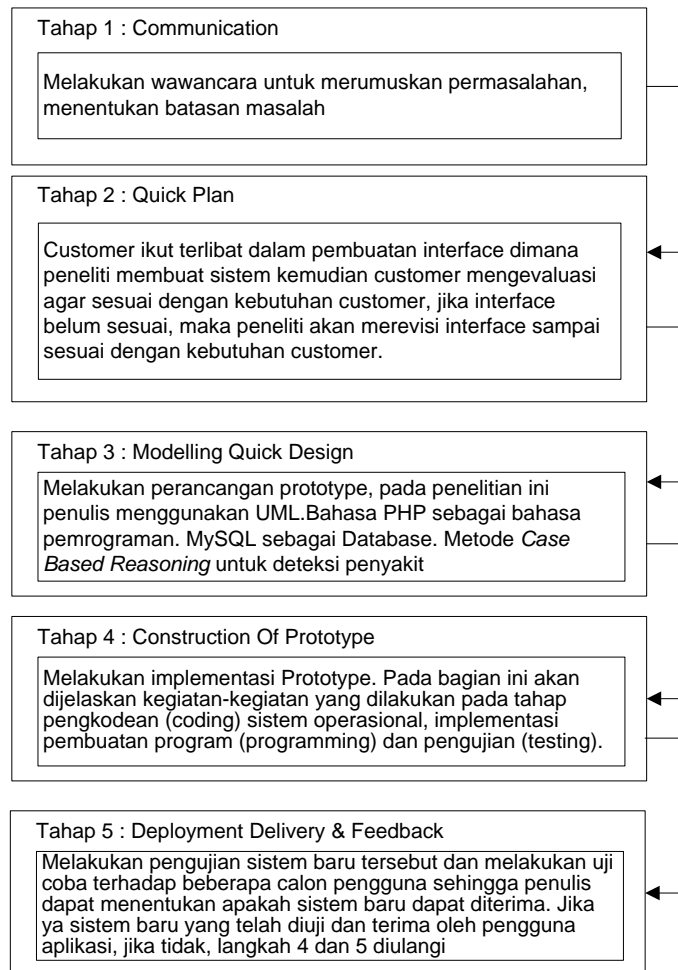 Tahap 1 : Communication
Melakukan wawancara untuk merumuskan permasalahan,
menentukan batasan masalah
Tahap 2 : Quick Plan
Customer ikut terlibat dalam pembuatan interface dimana
peneliti membuat sistem kemudian customer mengevaluasi
agar sesuai dengan kebutuhan customer, jika interface
belum sesuai, maka peneliti akan merevisi interface sampai
sesuai dengan kebutuhan customer.
Tahap 3 : Modelling Quick Design
Melakukan perancangan prototype, pada penelitian ini
penulis menggunakan UML.Bahasa PHP sebagai bahasa
pemrograman. MySQL sebagai Database. Metode Case
Based Reasoning untuk deteksi penyakit
Tahap 4 : Construction Of Prototype
Melakukan implementasi Prototype. Pada bagian ini akan
dijelaskan kegiatan-kegiatan yang dilakukan pada tahap
pengkodean (coding) sistem operasional, implementasi
pembuatan program (programming) dan pengujian (testing).
Tahap 5 : Deployment Delivery & Feedback
Melakukan pengujian sistem baru tersebut dan melakukan uji
coba terhadap beberapa calon pengguna sehingga penulis
dapat menentukan apakah sistem baru dapat diterima. Jika
ya sistem baru yang telah diuji dan terima oleh pengguna
aplikasi, jika tidak, langkah 4 dan 5 diulangi